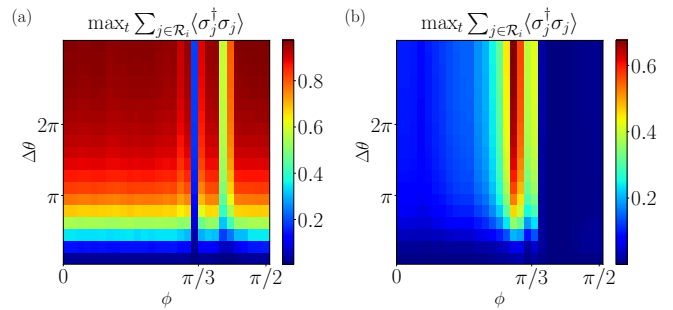 (a)
max_t ∑_{j∈ℛ_i} ⟨σ_j^† σ_j⟩
Δθ
2π
π
0
π/3
π/2
ϕ
0.8
0.6
0.4
0.2
(b)
max_t ∑_{j∈ℛ_i} ⟨σ_j^† σ_j⟩
Δθ
2π
π
0
π/3
π/2
ϕ
0.6
0.4
0.2